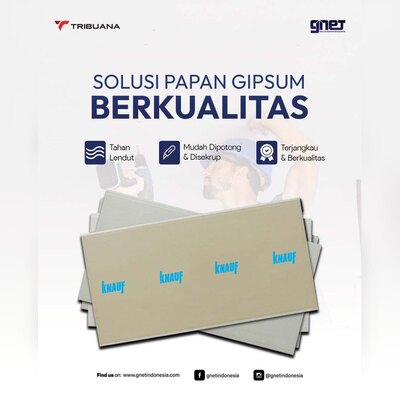 TRIBUANA
gnet
SOLUSI PAPAN GIPSUM
BERKUALITAS
Tahan
Lendut
Mudah Dipotong
& Disekrup
Terjangkau
& Berkualitas
KNAUF
KNAUF
KNAUF
KNAUF
Find us on: www.gnetindonesia.com
gnetindonesia
@gnetindonesia